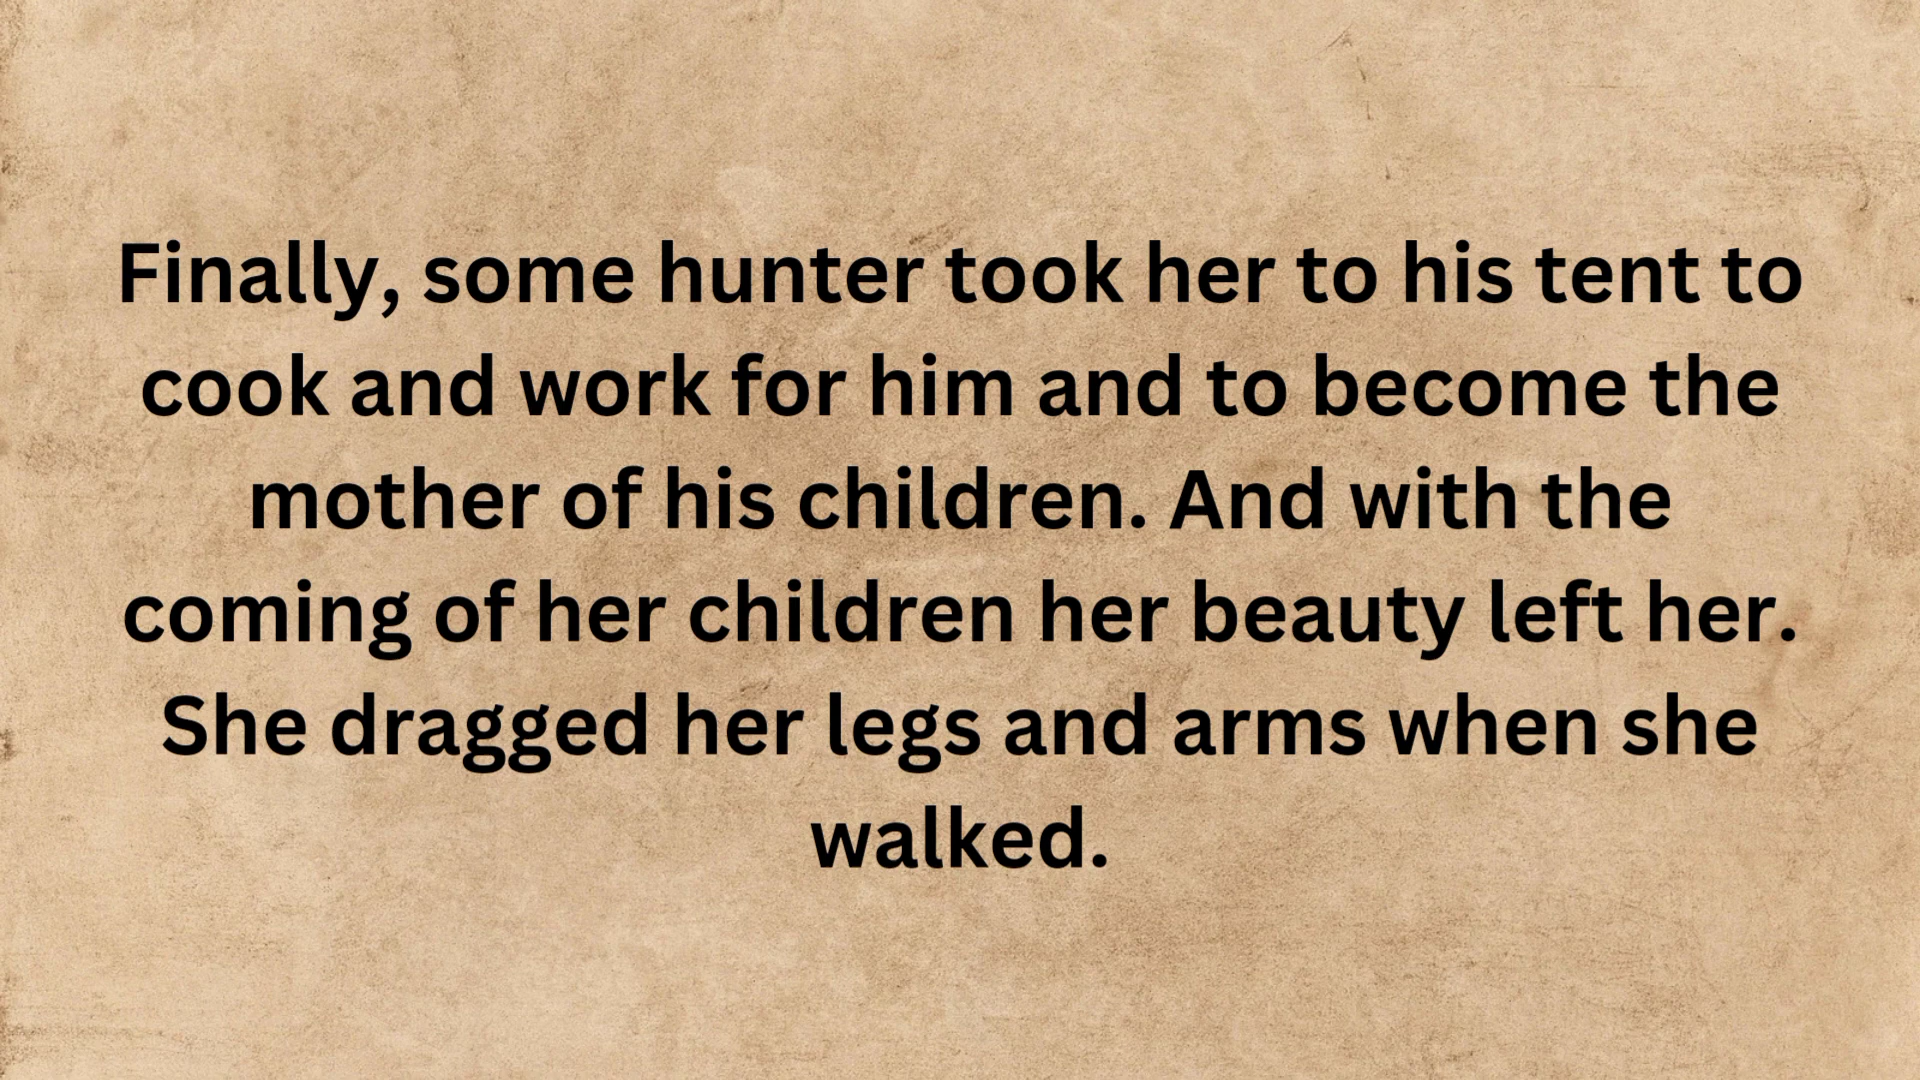 Finally, some hunter took her to his tent to
cook and work for him and to become the
mother of his children. And with the
coming of her children her beauty left her.
She dragged her legs and arms when she
walked.